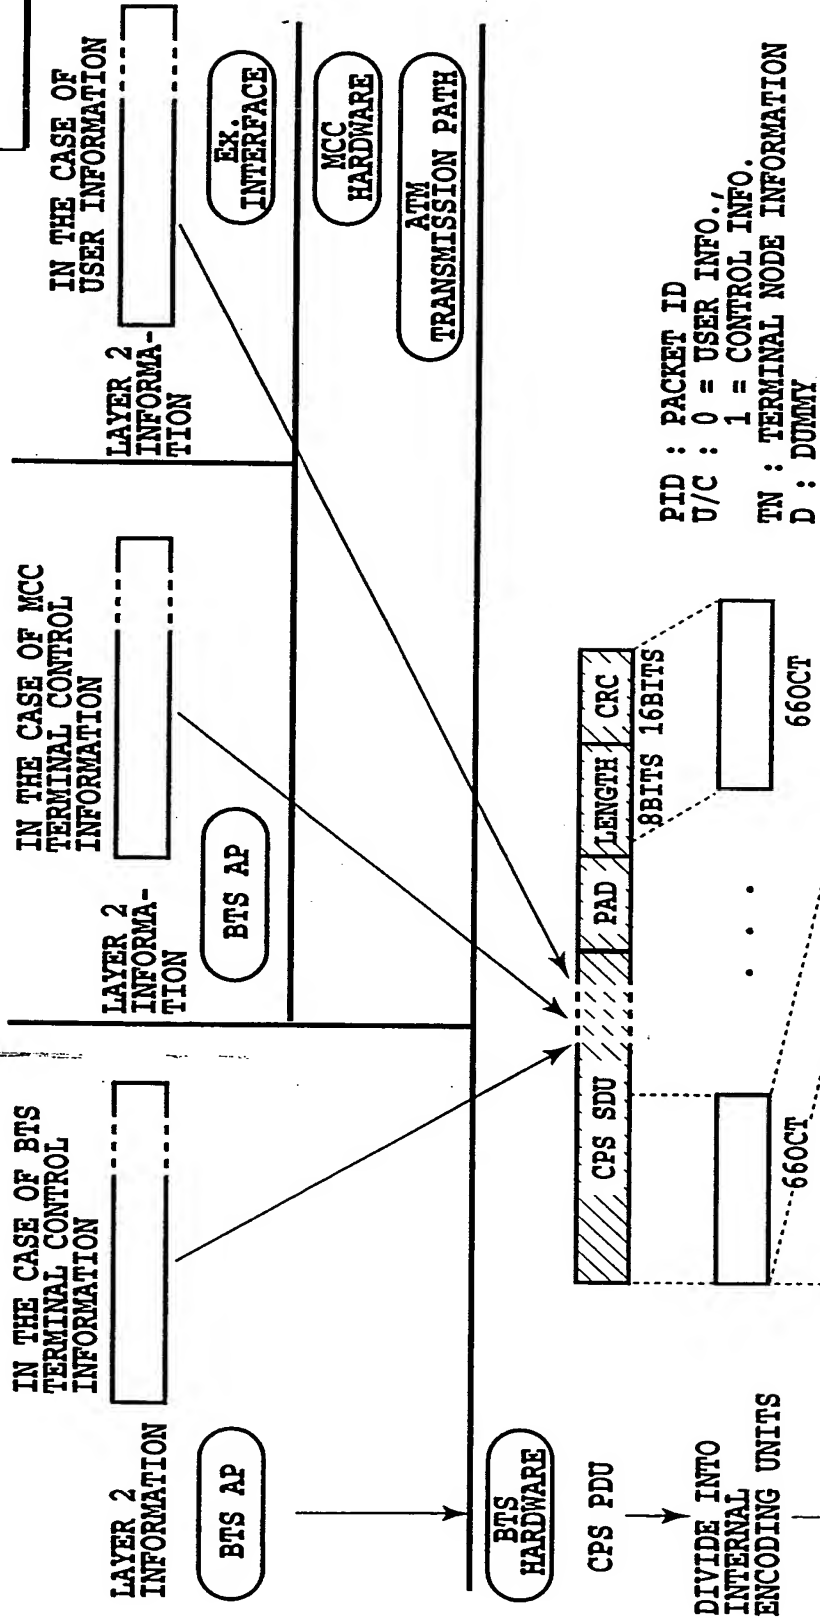 IN THE CASE OF BTS
TERMINAL CONTROL
INFORMATION
IN THE CASE OF MCC
TERMINAL CONTROL
INFORMATION
IN THE CASE OF
USER INFORMATION
LAYER 2
INFORMATION
LAYER 2
INFORMA-
TION
LAYER 2
INFORMA-
TION
BTS AP
BTS AP
EX.
INTERFACE
MCC
HARDWARE
ATM
TRANSMISSION PATH
BTS
HARDWARE
CPS PDU
CPS SDU
PAD
LENGTH
CRC
8BITS
16BITS
DIVIDE INTO
INTERNAL
ENCODING UNITS
66OCT
66OCT
PID : PACKET ID
U/C : 0 = USER INFO.,
1 = CONTROL INFO.
TN : TERMINAL NODE INFORMATION
D : DUMMY